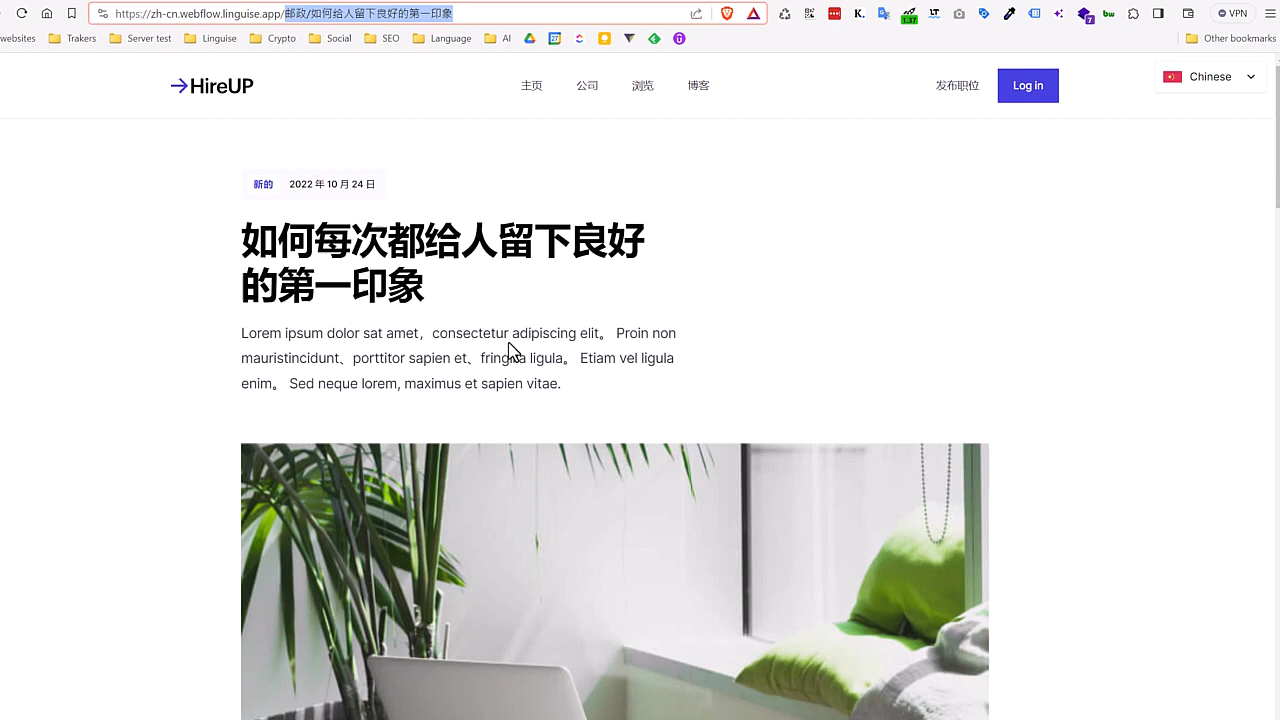 https://zh-cn.webflow.linguise.app/邮政/如何给人留下良好的第一印象
1.37
7
VPN
websites
Trakers
Server test
Linguise
Crypto
Social
SEO
Language
AI
Other bookmarks
HireUP
主页
公司
浏览
博客
发布职位
Log in
Chinese
新的
2022 年 10 月 24 日
如何每次都给人留下良好
的第一印象
Lorem ipsum dolor sat amet，consectetur adipiscing elit。 Proin non
mauristincidunt、porttitor sapien et、fringilla ligula。 Etiam vel ligula
enim。 Sed neque lorem, maximus et sapien vitae.